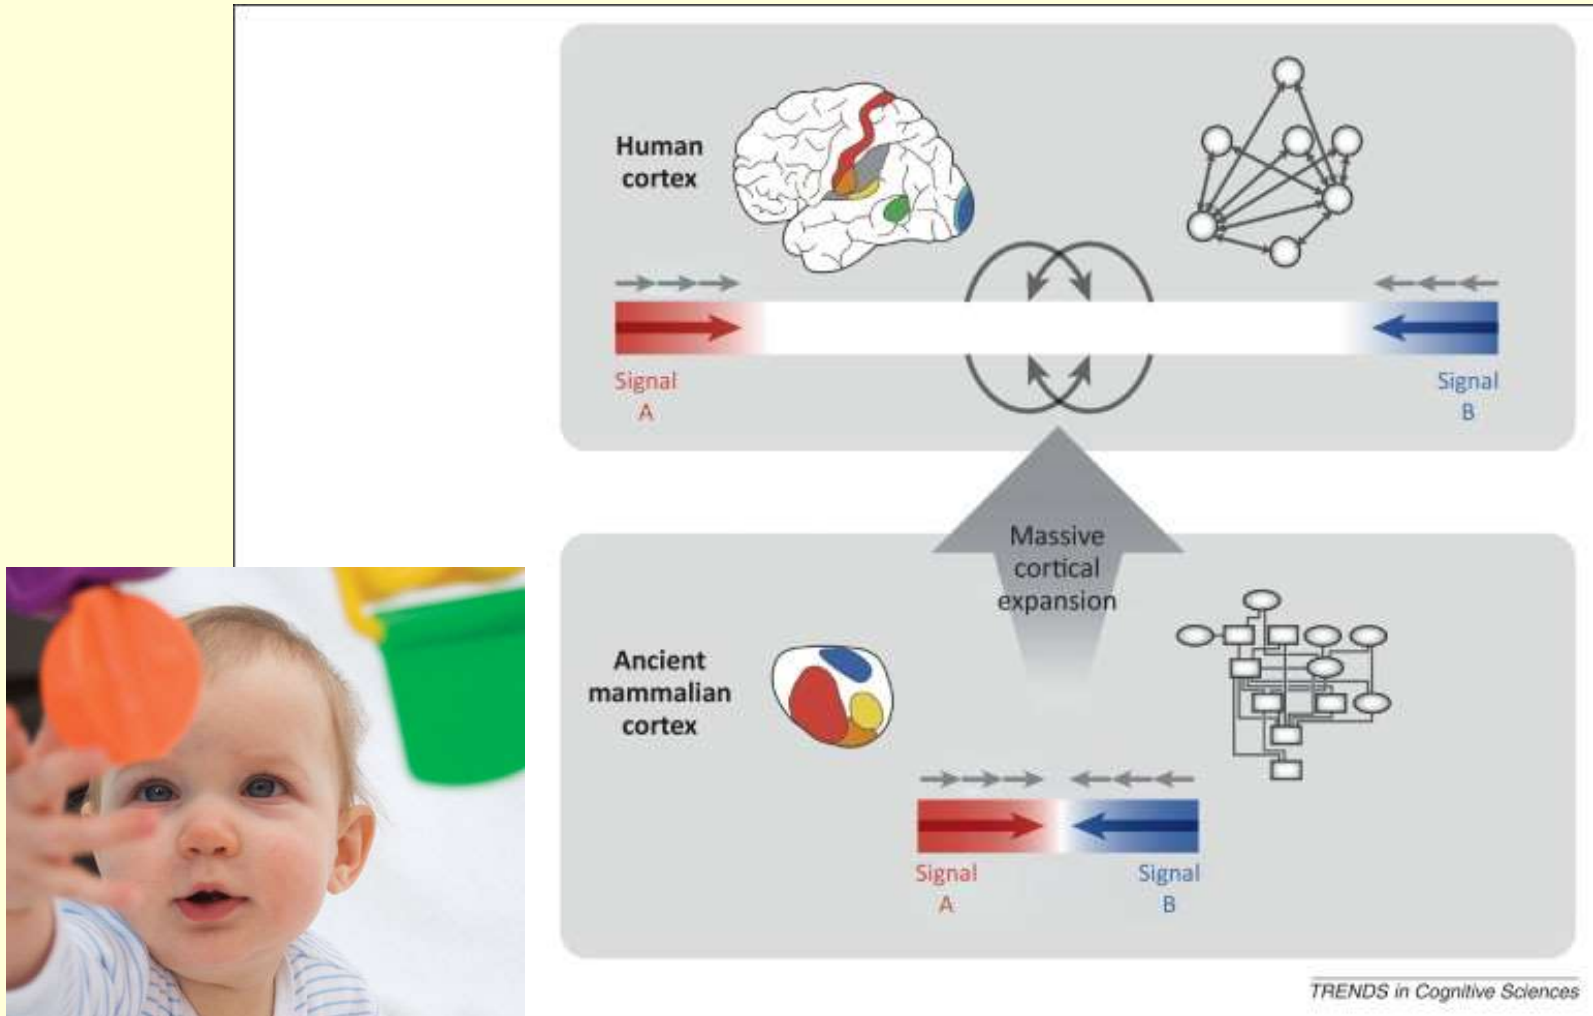 Human
cortex
Signal
A
Signal
B
Massive
cortical
expansion
Ancient
mammalian
cortex
Signal
A
Signal
B
TRENDS in Cognitive Sciences